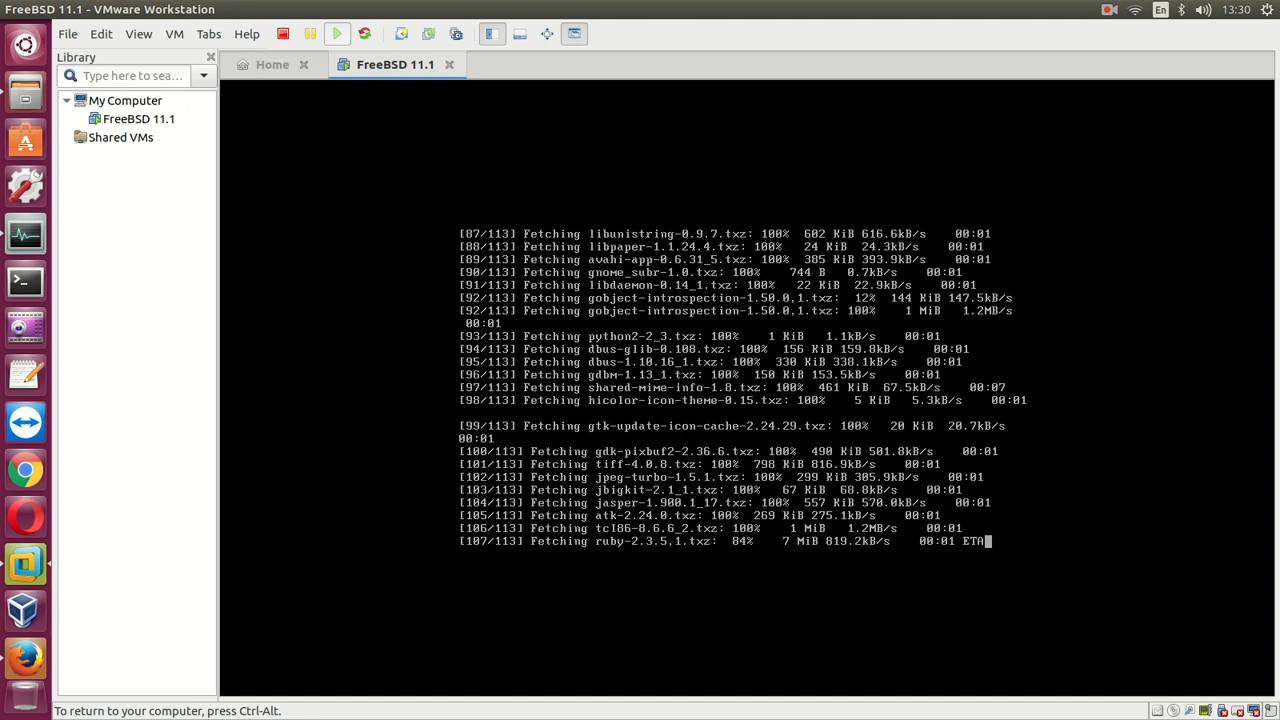 FreeBSD 11.1 - VMware Workstation
En
13:30
File Edit View VM Tabs Help
Library
Type here to sea...
Home
FreeBSD 11.1
My Computer
FreeBSD 11.1
Shared VMs
[87/113] Fetching libunistring-0.9.7.txz: 100%  602 KiB 616.6kB/s    00:01
[88/113] Fetching libpaper-1.1.24.4.txz: 100%   24 KiB  24.3kB/s    00:01
[89/113] Fetching avahi-app-0.6.31_5.txz: 100%  385 KiB 393.9kB/s    00:01
[90/113] Fetching gnome_subr-1.0.txz: 100%    744 B   0.7kB/s    00:01
[91/113] Fetching libdaemon-0.14_1.txz: 100%   22 KiB  22.9kB/s    00:01
[92/113] Fetching gobject-introspection-1.50.0,1.txz:  12%  144 KiB 147.5kB/s
[92/113] Fetching gobject-introspection-1.50.0,1.txz: 100%    1 MiB   1.2MB/s
00:01
[93/113] Fetching python2-2_3.txz: 100%    1 KiB   1.1kB/s    00:01
[94/113] Fetching dbus-glib-0.108.txz: 100%  156 KiB 159.8kB/s    00:01
[95/113] Fetching dbus-1.10.16_1.txz: 100%  330 KiB 338.1kB/s    00:01
[96/113] Fetching gdbm-1.13_1.txz: 100%  150 KiB 153.5kB/s    00:01
[97/113] Fetching shared-mime-info-1.8.txz: 100%  461 KiB  67.5kB/s    00:07
[98/113] Fetching hicolor-icon-theme-0.15.txz: 100%    5 KiB   5.3kB/s    00:01
[99/113] Fetching gtk-update-icon-cache-2.24.29.txz: 100%   20 KiB  20.7kB/s
00:01
[100/113] Fetching gdk-pixbuf2-2.36.6.txz: 100%  490 KiB 501.8kB/s    00:01
[101/113] Fetching tiff-4.0.8.txz: 100%  798 KiB 816.9kB/s    00:01
[102/113] Fetching jpeg-turbo-1.5.1.txz: 100%  299 KiB 305.9kB/s    00:01
[103/113] Fetching jbigkit-2.1_1.txz: 100%   67 KiB  68.8kB/s    00:01
[104/113] Fetching jasper-1.900.1_17.txz: 100%  557 KiB 570.0kB/s    00:01
[105/113] Fetching atk-2.24.0.txz: 100%  269 KiB 275.1kB/s    00:01
[106/113] Fetching tcl86-8.6.6_2.txz: 100%    1 MiB   1.2MB/s    00:01
[107/113] Fetching ruby-2.3.5,1.txz:  84%    7 MiB 819.2kB/s    00:01 ETA
To return to your computer, press Ctrl-Alt.